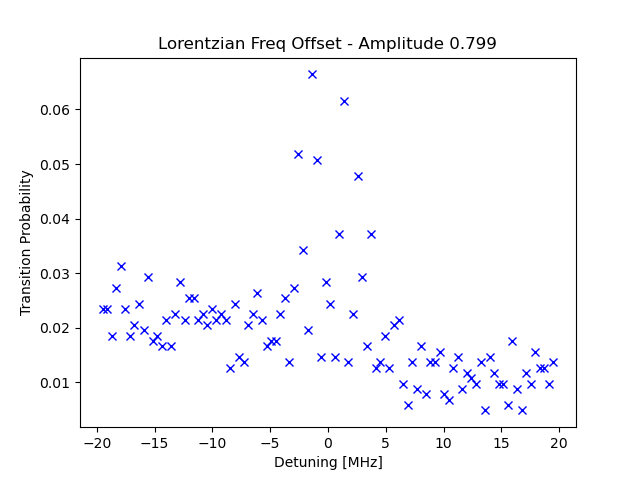 Lorentzian Freq Offset - Amplitude 0.799
Transition Probability
0.06
0.05
0.04
0.03
0.02
0.01
−20 −15 −10 −5 0 5 10 15 20
Detuning [MHz]